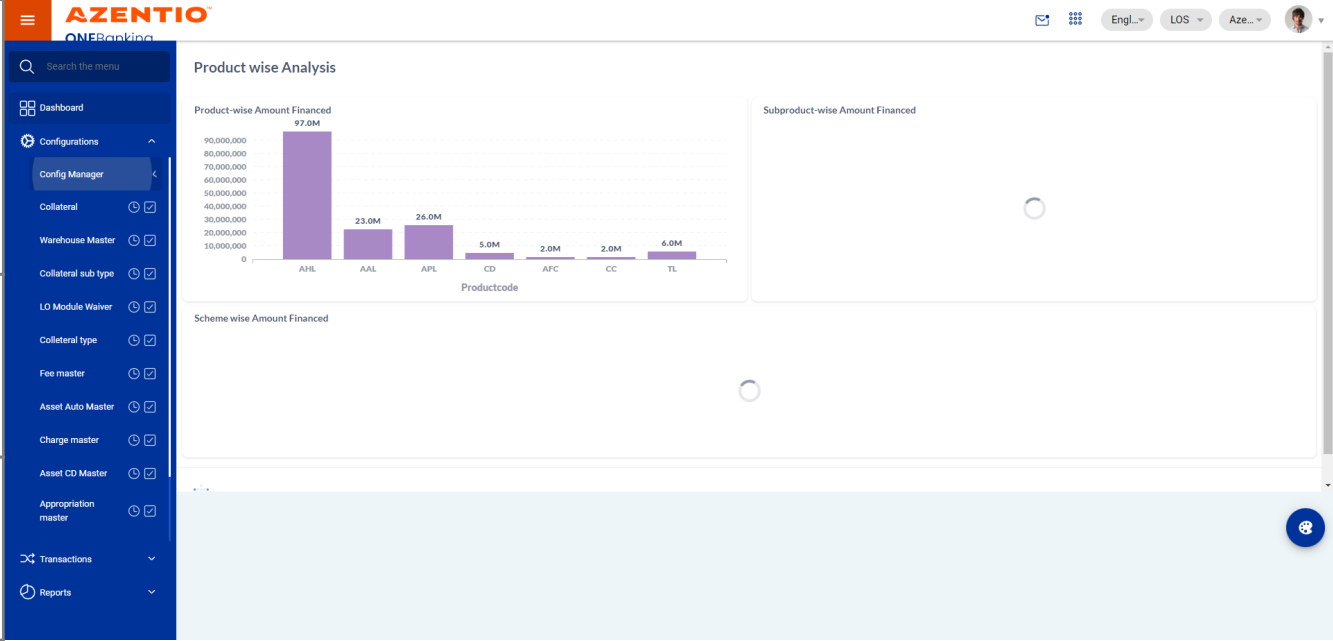 AZENTIO
ONEBanking
Engl...
LOS
Aze...
Search the menu
Dashboard
Configurations
Config Manager
Collateral
Warehouse Master
Collateral sub type
LO Module Waiver
Colleteral type
Fee master
Asset Auto Master
Charge master
Asset CD Master
Appropriation
master
Transactions
Reports
Product wise Analysis
Product-wise Amount Financed
97.0M
90,000,000
80,000,000
70,000,000
60,000,000
50,000,000
40,000,000
30,000,000
20,000,000
10,000,000
0
23.0M
26.0M
5.0M
2.0M
2.0M
6.0M
AHL
AAL
APL
CD
AFC
CC
TL
Productcode
Subproduct-wise Amount Financed
Scheme wise Amount Financed